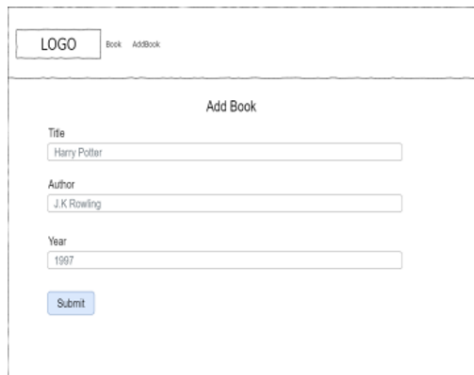 LOGO Book AddBook
Add Book
Title
Harry Potter
Author
J.K Rowling
Year
1997
Submit